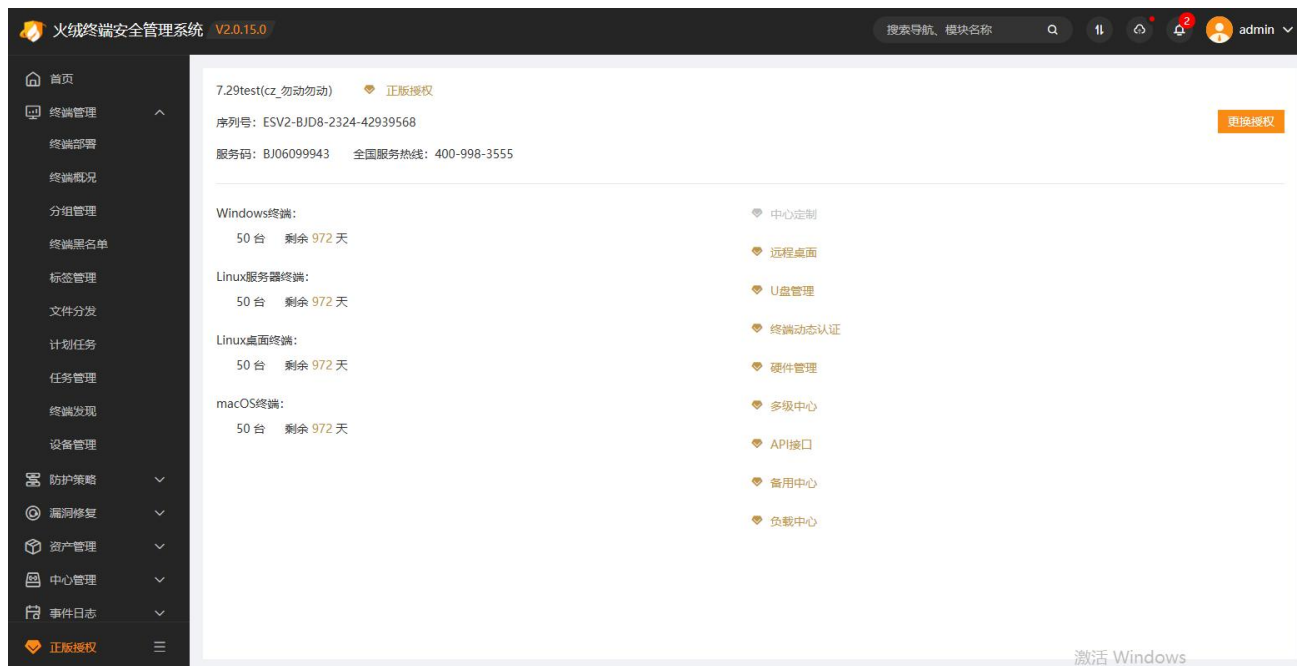 火绒终端安全管理系统 V2.0.15.0
搜索导航、模块名称
2
admin
首页
终端管理
终端部署
终端概况
分组管理
终端黑名单
标签管理
文件分发
计划任务
任务管理
终端发现
设备管理
防护策略
漏洞修复
资产管理
中心管理
事件日志
正版授权
7.29test(cz_勿动勿动) 正版授权
序列号：ESV2-BJD8-2324-42939568
更换授权
服务码：BJ06099943 全国服务热线：400-998-3555
Windows终端：
50 台 剩余 972 天
Linux服务器终端：
50 台 剩余 972 天
Linux桌面终端：
50 台 剩余 972 天
macOS终端：
50 台 剩余 972 天
中心定制
远程桌面
U盘管理
终端动态认证
硬件管理
多级中心
API接口
备用中心
负载中心
激活 Windows